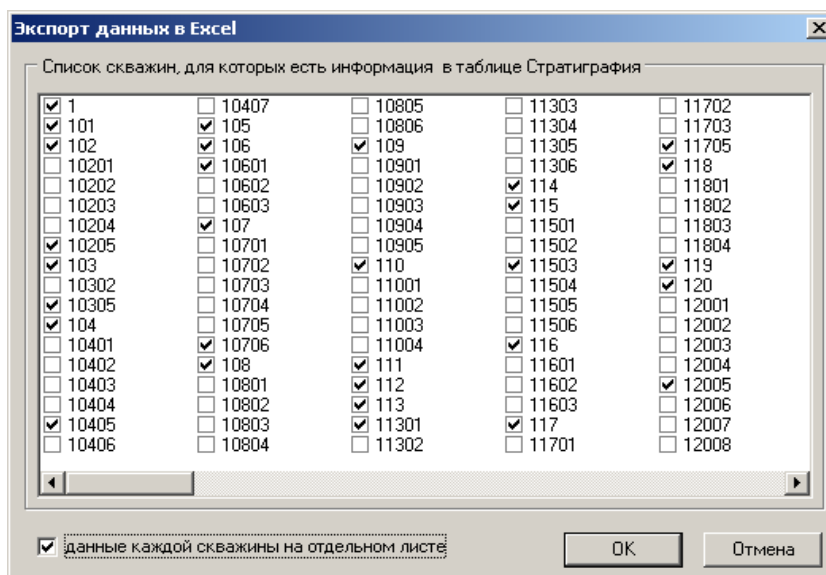 Экспорт данных в Excel
Список скважин, для которых есть информация в таблице Стратиграфия
1 10407 10805 11303 11702
101 105 10806 11304 11703
102 106 109 11305 11705
10201 10601 10901 11306 118
10202 10602 10902 114 11801
10203 10603 10903 115 11802
10204 107 10904 11501 11803
10205 10701 10905 11502 11804
103 10702 110 11503 119
10302 10703 11001 11504 120
10305 10704 11002 11505 12001
104 10705 11003 11506 12002
10401 10706 11004 116 12003
10402 108 111 11601 12004
10403 10801 112 11602 12005
10404 10802 113 11603 12006
10405 10803 11301 117 12007
10406 10804 11302 11701 12008
данные каждой скважины на отдельном листе OK Отмена